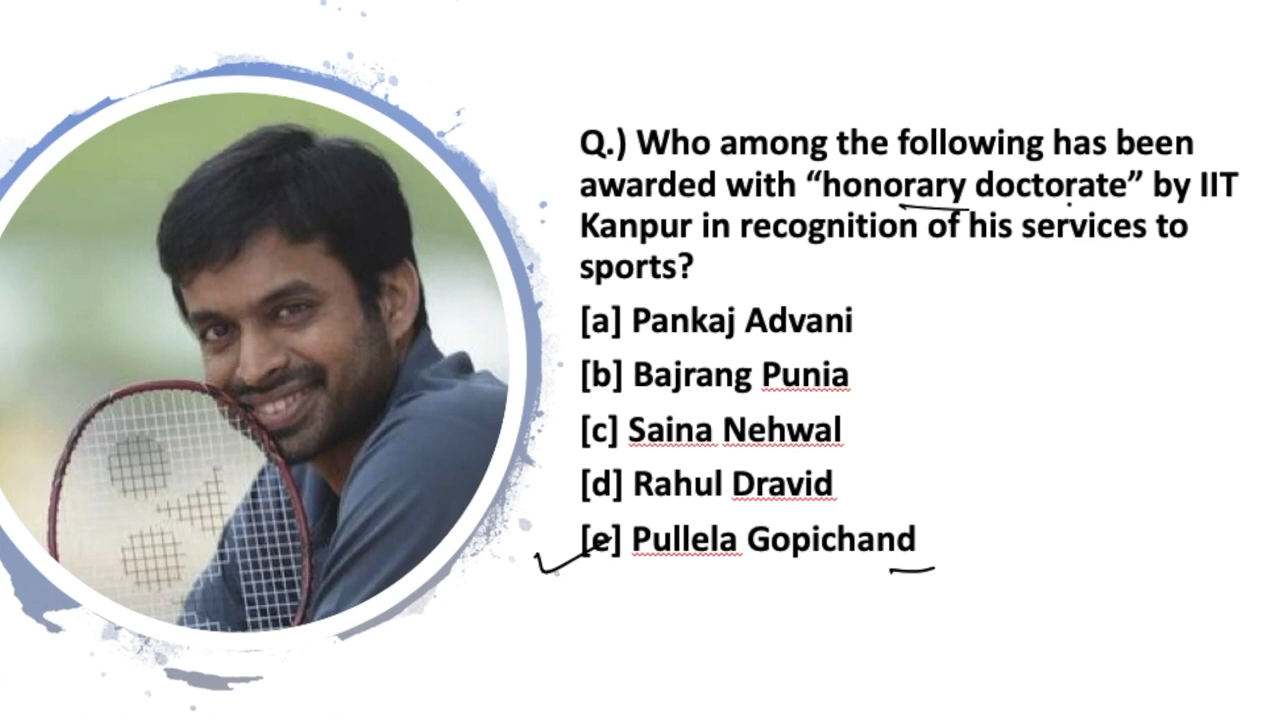 Q.) Who among the following has been
awarded with “honorary doctorate” by IIT
Kanpur in recognition of his services to
sports?
[a] Pankaj Advani
[b] Bajrang Punia
[c] Saina Nehwal
[d] Rahul Dravid
[e] Pullela Gopichand